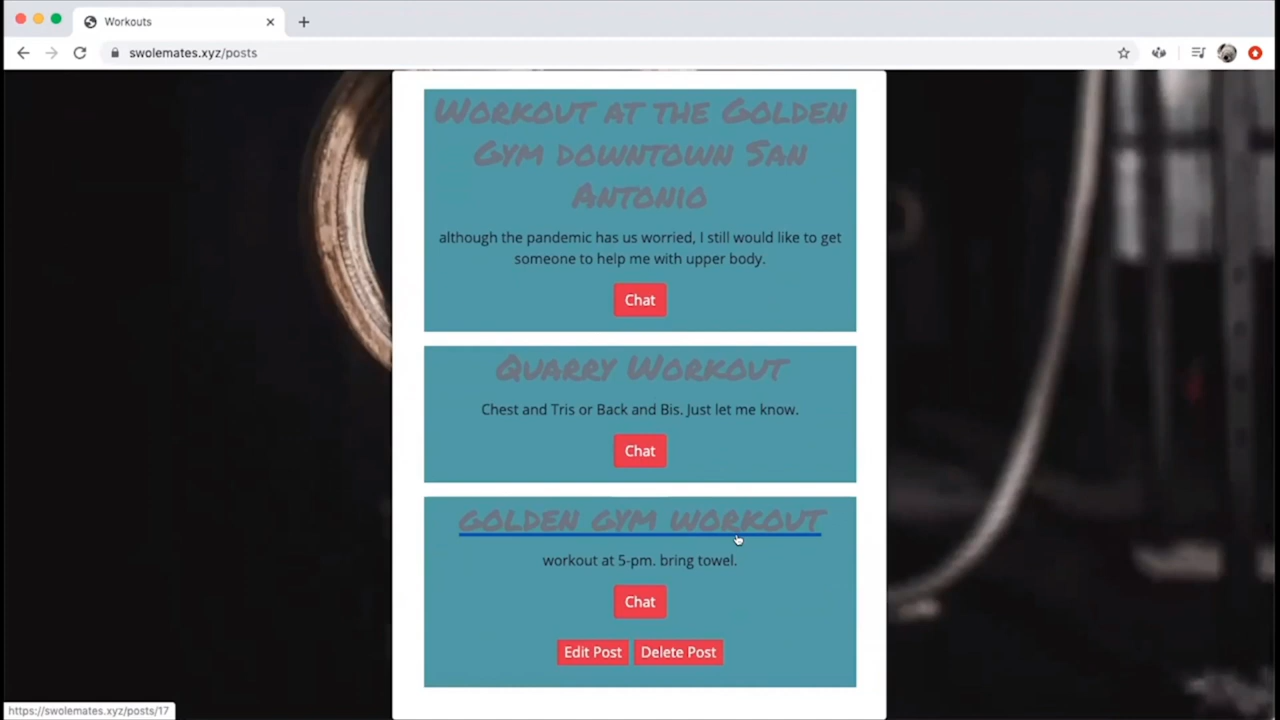 Workouts
swolemates.xyz/posts
Workout at the Golden
Gym downtown San
Antonio
although the pandemic has us worried, I still would like to get
someone to help me with upper body.
Chat
Quarry Workout
Chest and Tris or Back and Bis. Just let me know.
Chat
golden gym workout
workout at 5-pm. bring towel.
Chat
Edit Post Delete Post
https://swolemates.xyz/posts/17